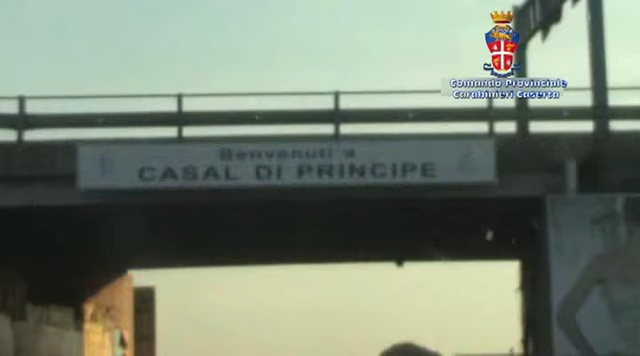 Comando Provinciale
Carabinieri Caserta
Benvenuti a
CASAL DI PRINCIPE